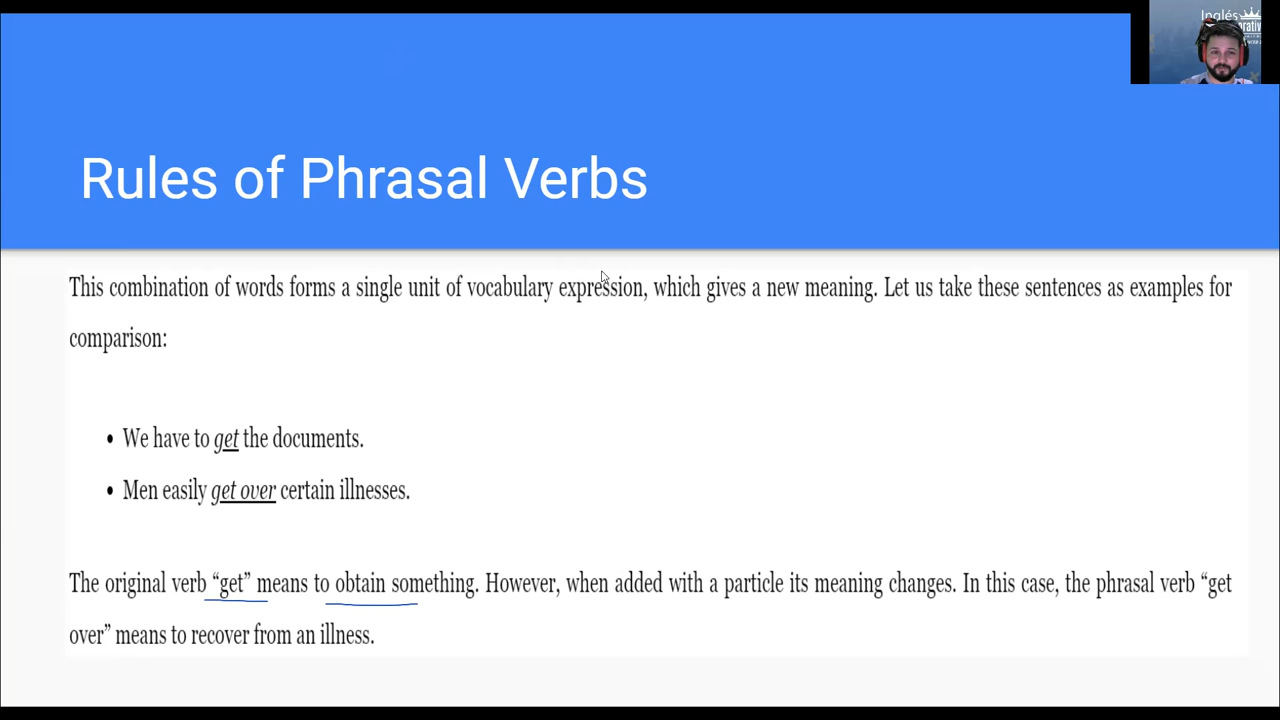 Inglés
Rules of Phrasal Verbs
This combination of words forms a single unit of vocabulary expression, which gives a new meaning. Let us take these sentences as examples for
comparison:
• We have to get the documents.
• Men easily get over certain illnesses.
The original verb “get” means to obtain something. However, when added with a particle its meaning changes. In this case, the phrasal verb “get
over” means to recover from an illness.